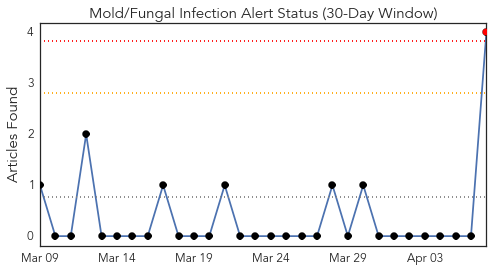 Mold/Fungal Infection Alert Status (30-Day Window)
Articles Found
4
3
2
1
0
Mar 09 Mar 14 Mar 19 Mar 24 Mar 29 Apr 03